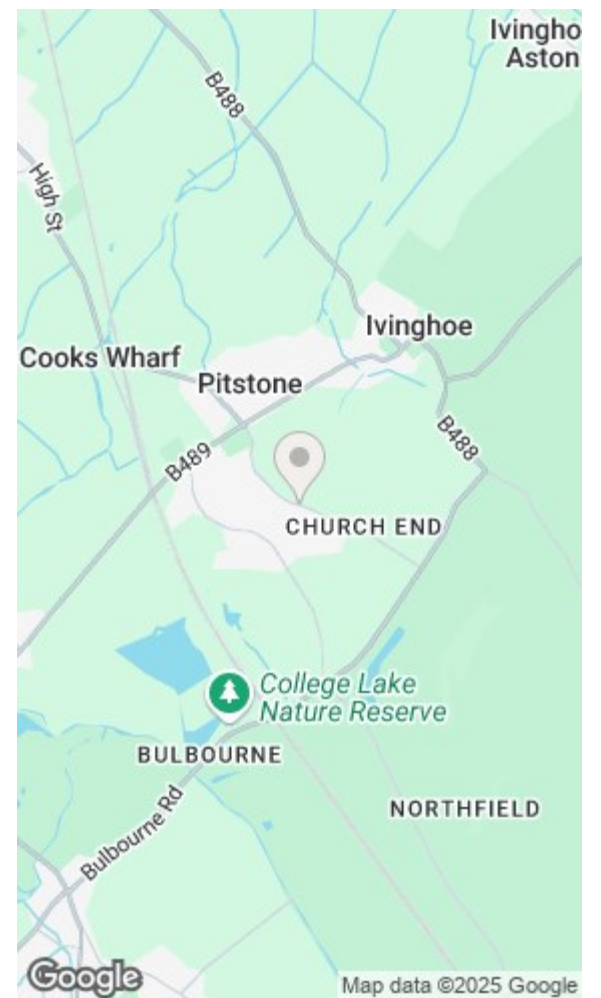 Ivingho
Aston
B488
High St
Ivinghoe
Cooks Wharf
Pitstone
B488
B489
CHURCH END
College Lake
Nature Reserve
BULBOURNE
NORTHFIELD
Bulbourne Rd
Google
Map data ©2025 Google